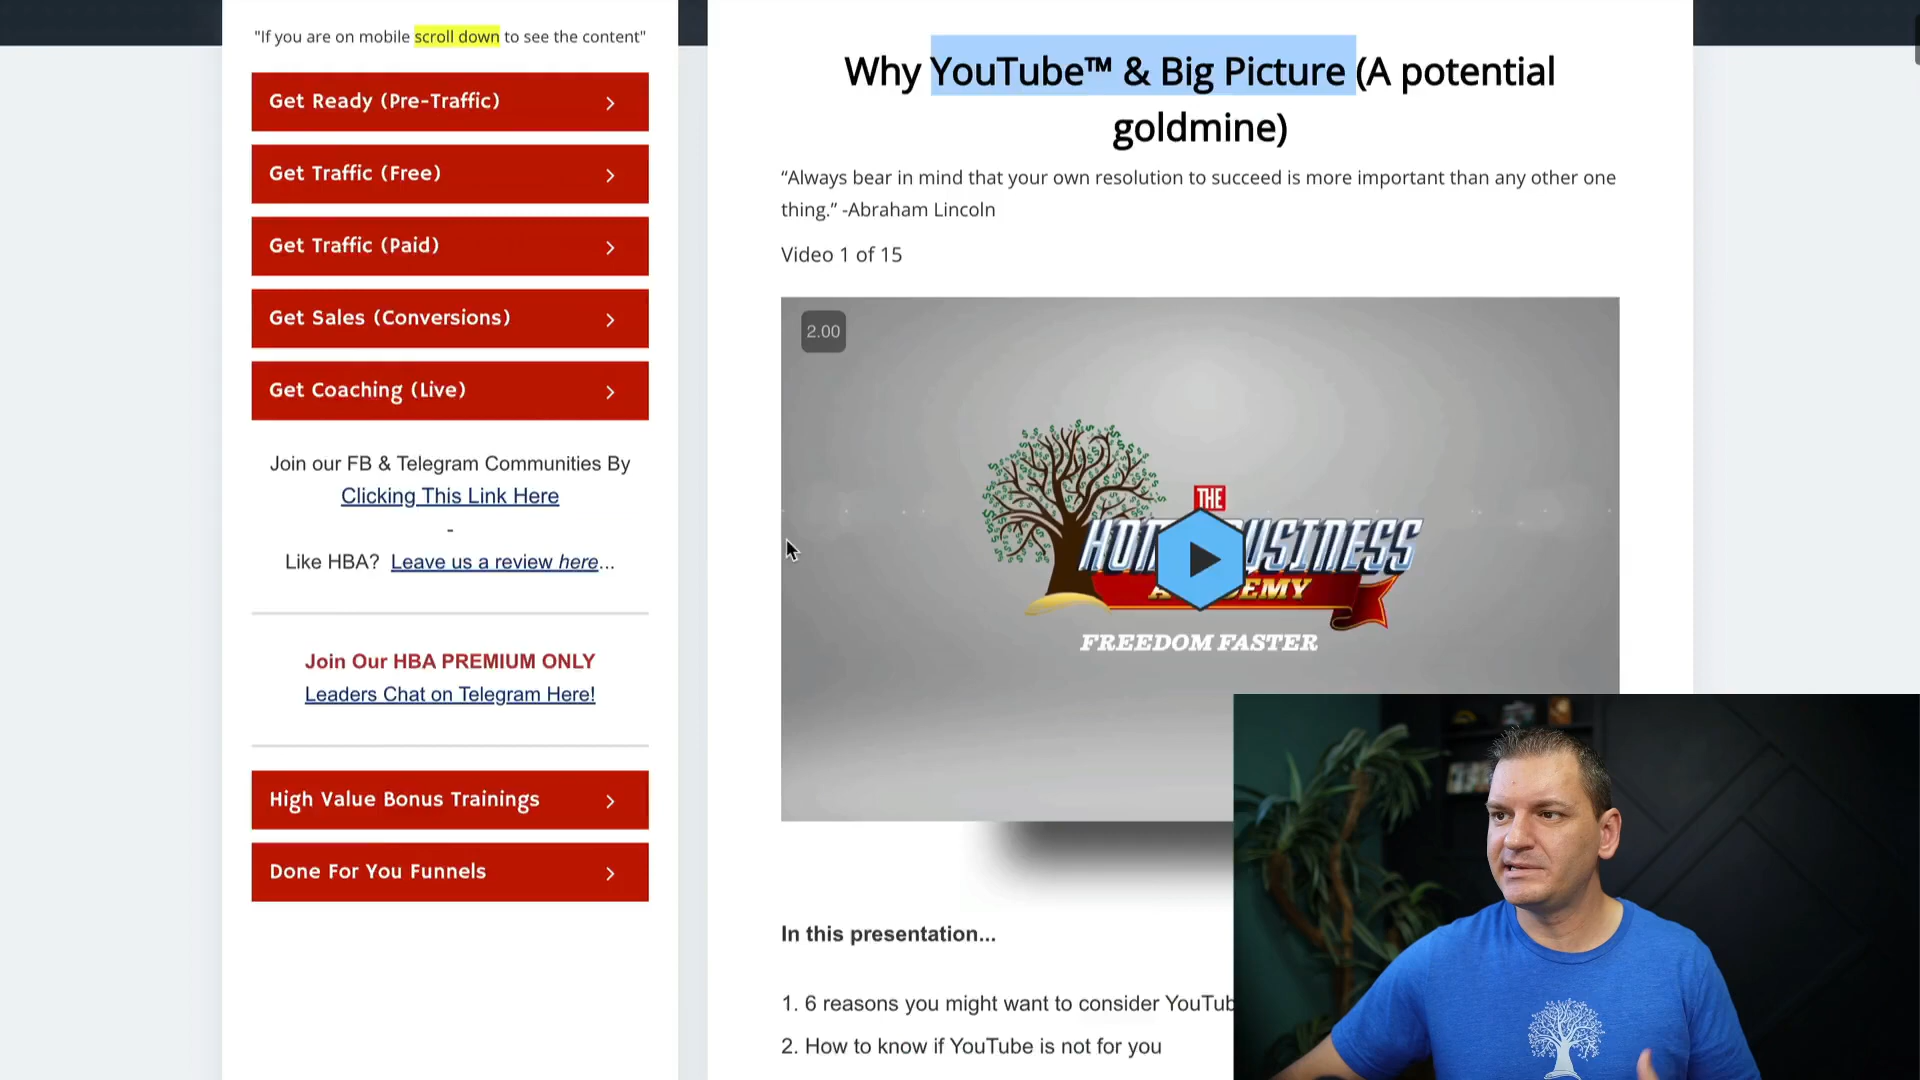 "If you are on mobile scroll down to see the content"
Get Ready (Pre-Traffic)
Get Traffic (Free)
Get Traffic (Paid)
Get Sales (Conversions)
Get Coaching (Live)
Join our FB & Telegram Communities By
Clicking This Link Here
-
Like HBA? Leave us a review here...
Join Our HBA PREMIUM ONLY
Leaders Chat on Telegram Here!
High Value Bonus Trainings
Done For You Funnels
Why YouTube™ & Big Picture (A potential
goldmine)
“Always bear in mind that your own resolution to succeed is more important than any other one
thing.” -Abraham Lincoln
Video 1 of 15
2.00
THE
FREEDOM FASTER
In this presentation...
1. 6 reasons you might want to consider YouTub
2. How to know if YouTube is not for you